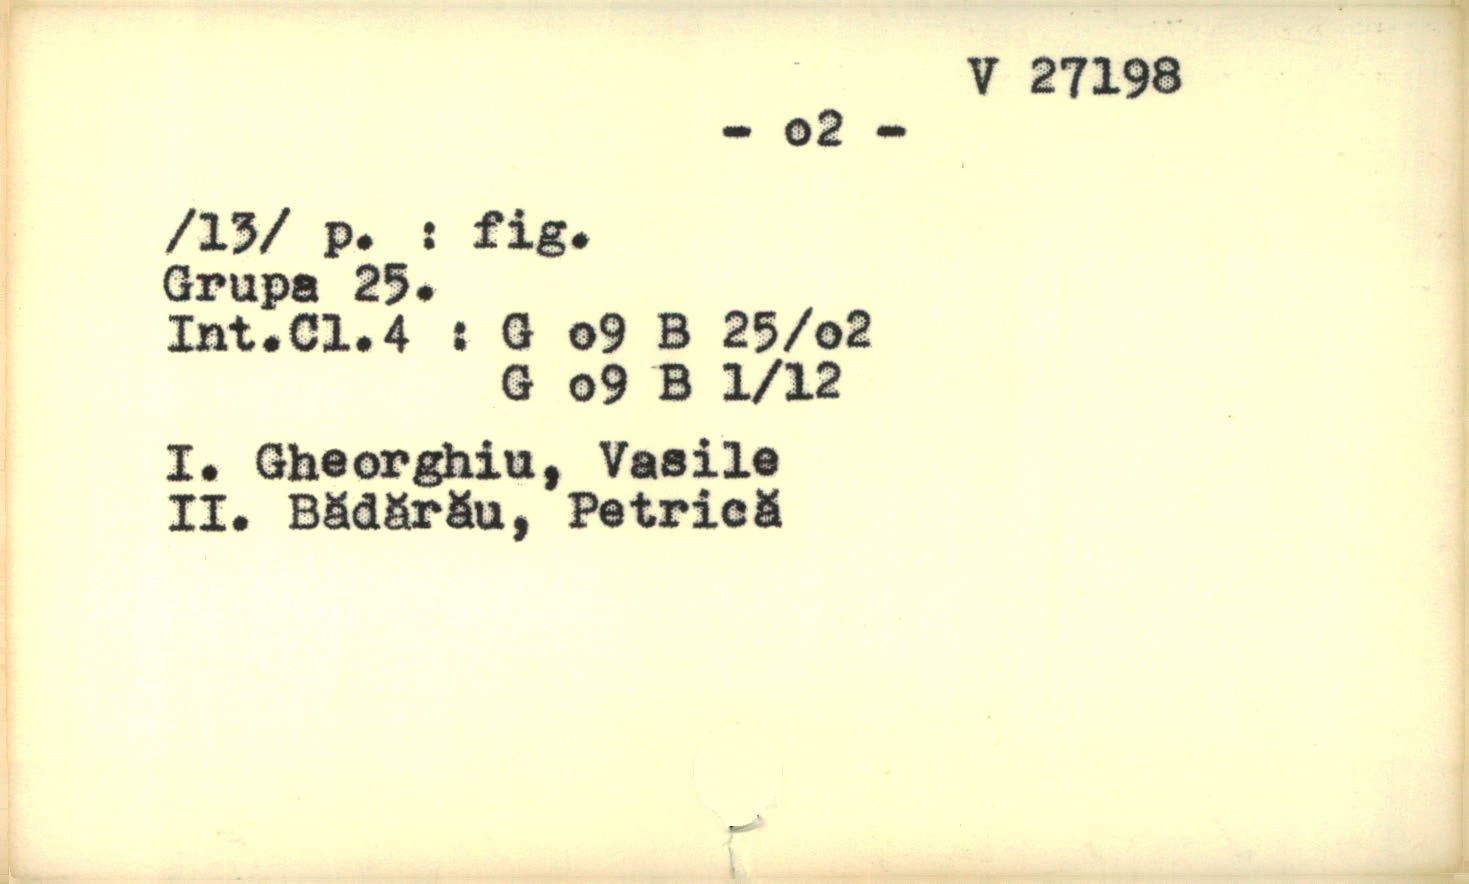 V 27198
- o2 -
/13/ p. : fig.
Grupa 25.
Int.Cl.4 : G o9 B 25/o2
G o9 B 1/12
I. Gheorghiu, Vasile
II. Bădărău, Petrică